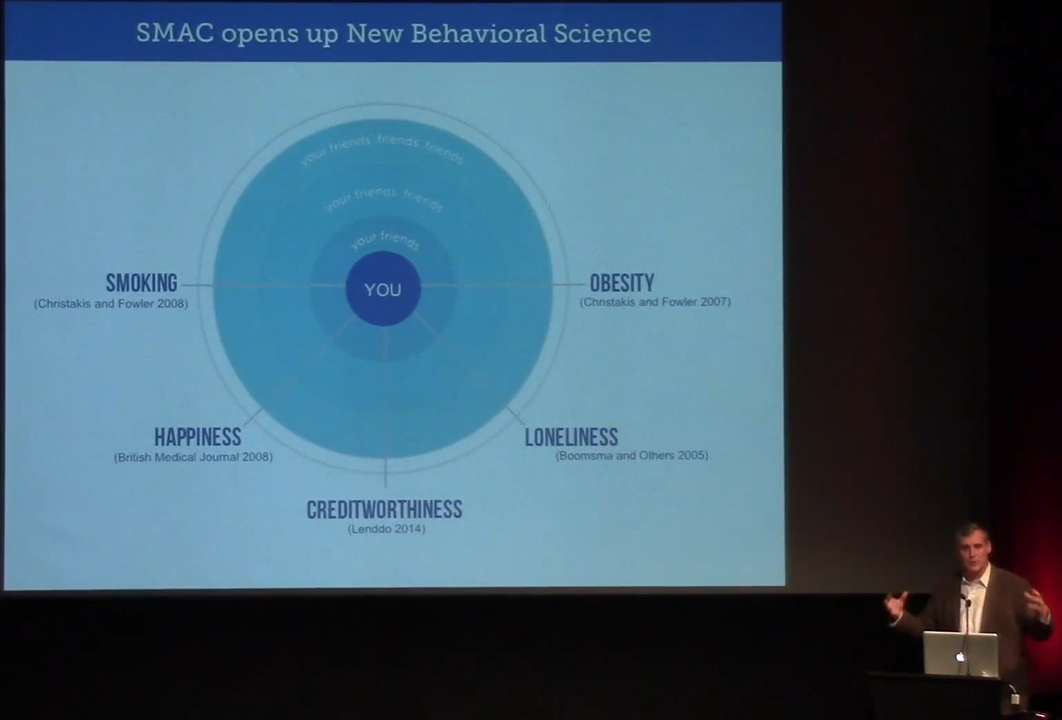 SMAC opens up New Behavioral Science
your friends' friends' friends
your friends' friends
your friends
YOU
SMOKING
(Christakis and Fowler 2008)
OBESITY
(Christakis and Fowler 2007)
HAPPINESS
(British Medical Journal 2008)
LONELINESS
(Boomsma and Others 2005)
CREDITWORTHINESS
(Lenddo 2014)